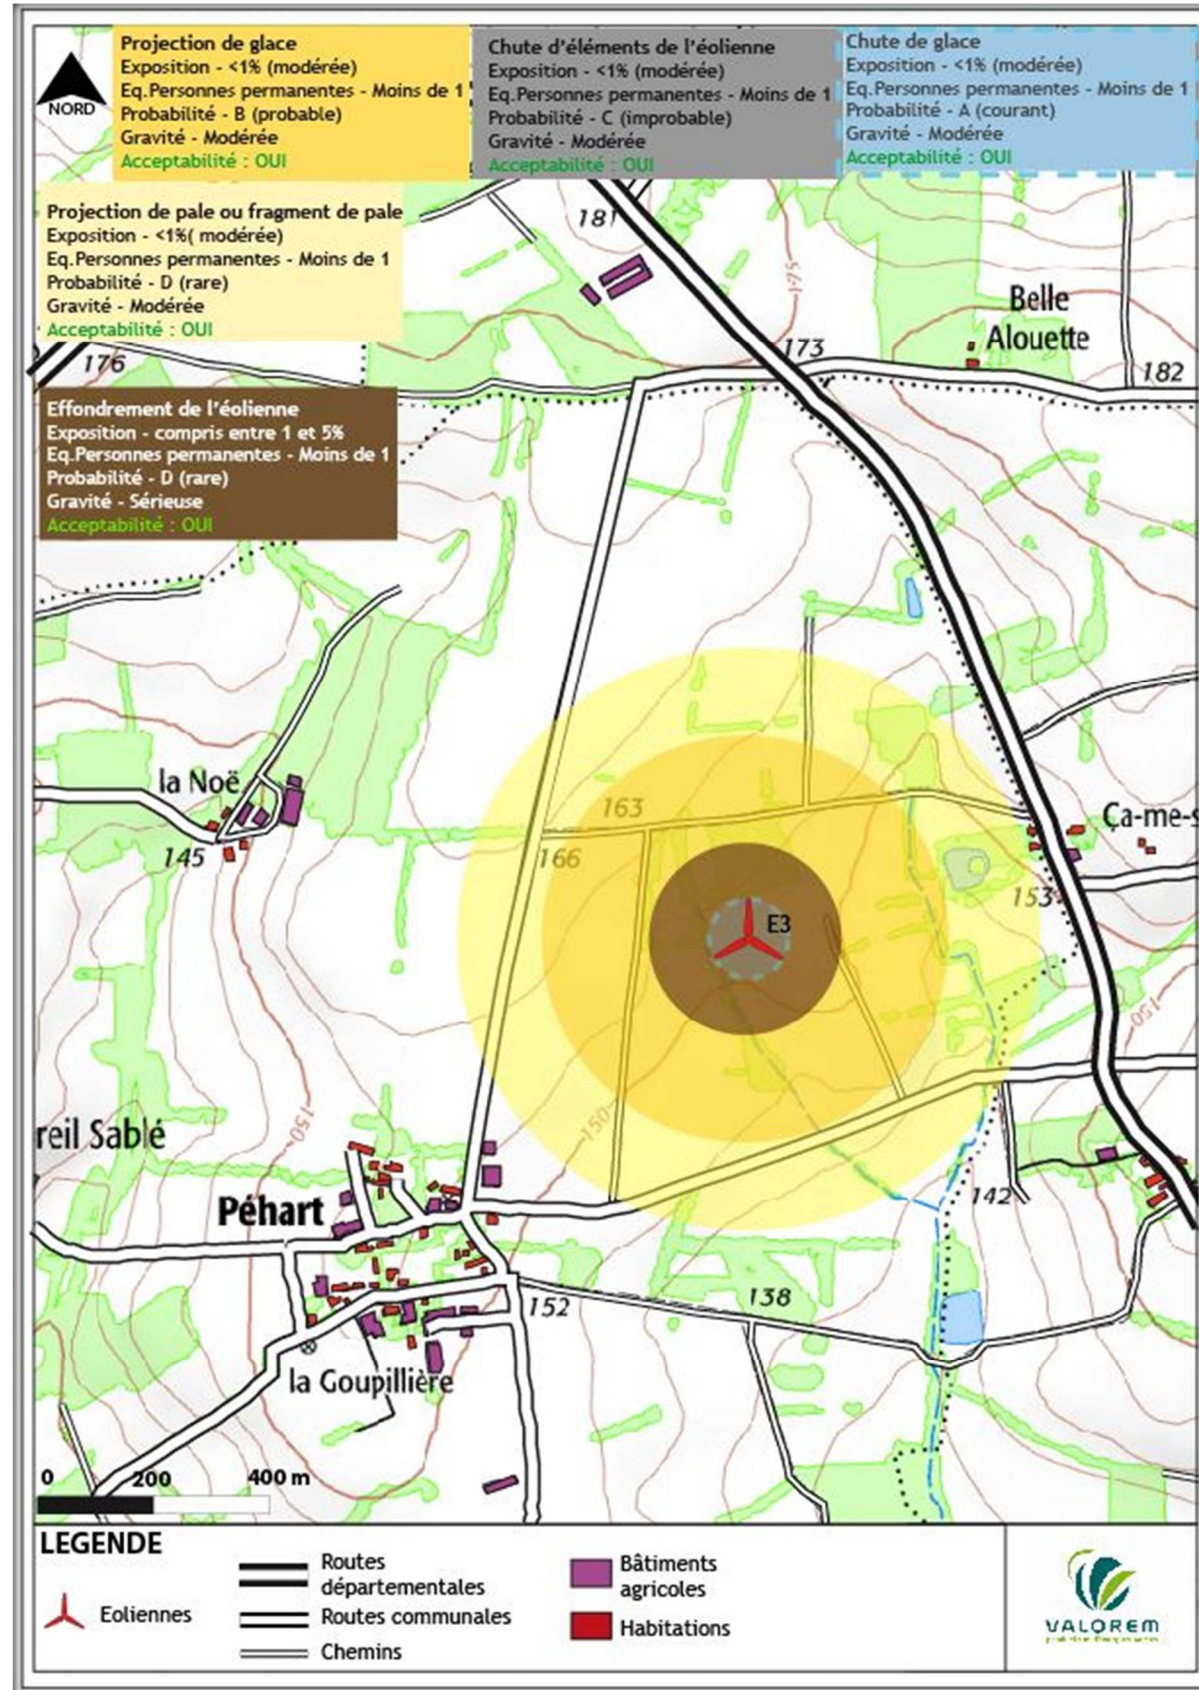 NORD
Projection de glace
Exposition - <1% (modérée)
Eq.Personnes permanentes - Moins de 1
Probabilité - B (probable)
Gravité - Modérée
Acceptabilité : OUI
Chute d'éléments de l'éolienne
Exposition - <1% (modérée)
Eq.Personnes permanentes - Moins de 1
Probabilité - C (improbable)
Gravité - Modérée
Acceptabilité : OUI
Chute de glace
Exposition - <1% (modérée)
Eq.Personnes permanentes - Moins de 1
Probabilité - A (courant)
Gravité - Modérée
Acceptabilité : OUI
Projection de pale ou fragment de pale
Exposition - <1%( modérée)
Eq.Personnes permanentes - Moins de 1
Probabilité - D (rare)
Gravité - Modérée
Acceptabilité : OUI
181
175
Belle
Alouette
173
176
182
Effondrement de l'éolienne
Exposition - compris entre 1 et 5%
Eq.Personnes permanentes - Moins de 1
Probabilité - D (rare)
Gravité - Sérieuse
Acceptabilité : OUI
la Noë
163
Ça-me-s
145
166
153
E3
150
150
150
reil Sablé
142
Péhart
152
138
la Goupillière
0 200 400 m
LEGENDE
Eoliennes
Routes
départementales
Routes communales
Chemins
Bâtiments
agricoles
Habitations
VALOREM